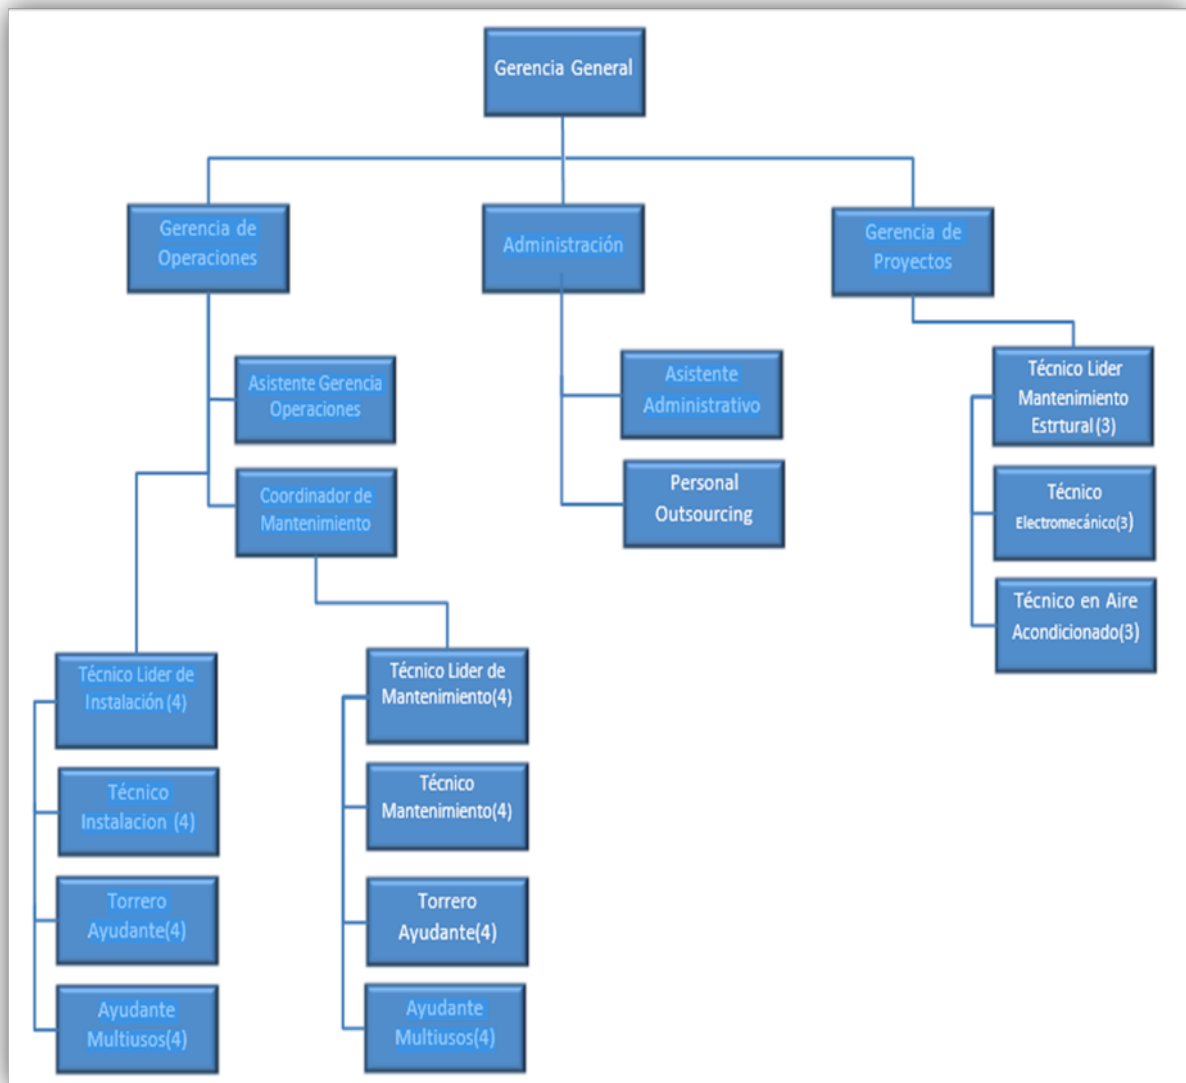 Gerencia General
Gerencia de
Operaciones
Administración
Gerencia de
Proyectos
Asistente Gerencia
Operaciones
Coordinador de
Mantenimiento
Asistente
Administrativo
Personal
Outsourcing
Técnico Lider
Mantenimiento
Estrtural (3)
Técnico
Electromecánico(3)
Técnico en Aire
Acondicionado(3)
Técnico Lider de
Instalación (4)
Técnico
Instalacion (4)
Torrero
Ayudante(4)
Ayudante
Multiusos(4)
Técnico Lider de
Mantenimiento(4)
Técnico
Mantenimiento(4)
Torrero
Ayudante(4)
Ayudante
Multiusos(4)